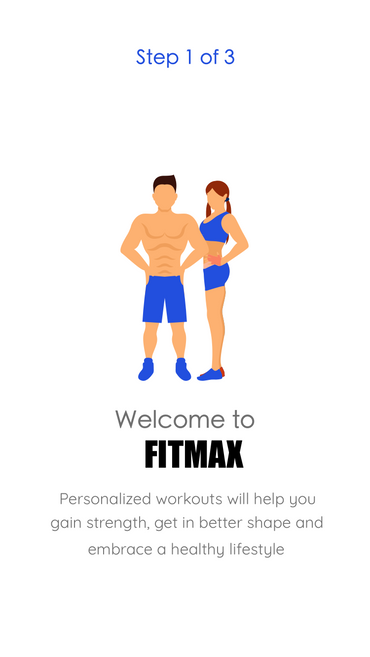 Step 1 of 3
Welcome to
FITMAX
Personalized workouts will help you
gain strength, get in better shape and
embrace a healthy lifestyle